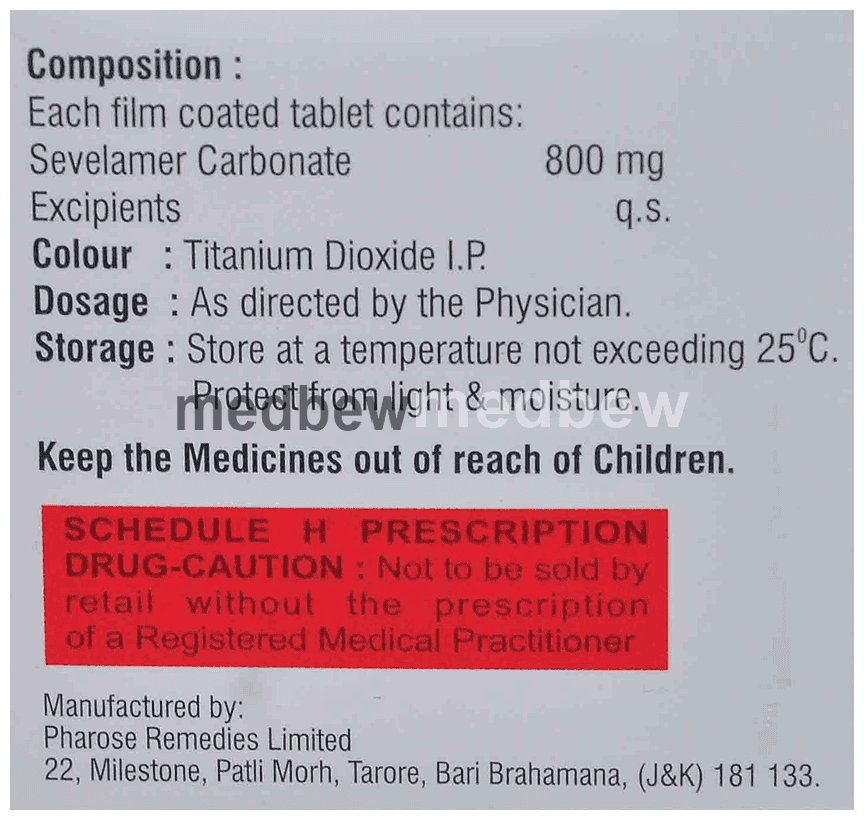 Composition :
Each film coated tablet contains:
Sevelamer Carbonate 800 mg
Excipients q.s.
Colour : Titanium Dioxide I.P.
Dosage : As directed by the Physician.
Storage : Store at a temperature not exceeding 25⁰C.
Protect from light & moisture.
medbew medbew
Keep the Medicines out of reach of Children.
SCHEDULE H PRESCRIPTION
DRUG-CAUTION : Not to be sold by
retail without the prescription
of a Registered Medical Practitioner
Manufactured by:
Pharose Remedies Limited
22, Milestone, Patli Morh, Tarore, Bari Brahamana, (J&K) 181 133.